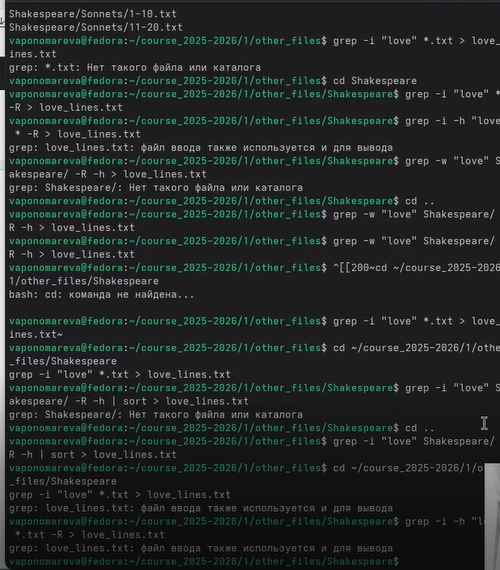 Shakespeare/Sonnets/1-10.txt
Shakespeare/Sonnets/11-20.txt
vaponomareva@fedora:~/course_2025-2026/1/other_files$ grep -i "love" *.txt > love_
ines.txt
grep: *.txt: Нет такого файла или каталога
vaponomareva@fedora:~/course_2025-2026/1/other_files$ cd Shakespeare
vaponomareva@fedora:~/course_2025-2026/1/other_files/Shakespeare$ grep -i "love" *
-R > love_lines.txt
vaponomareva@fedora:~/course_2025-2026/1/other_files/Shakespeare$ grep -i -h "love
* -R > love_lines.txt
grep: love_lines.txt: файл ввода также используется и для вывода
vaponomareva@fedora:~/course_2025-2026/1/other_files/Shakespeare$ grep -w "love" S
akespeare/ -R -h > love_lines.txt
grep: Shakespeare/: Нет такого файла или каталога
vaponomareva@fedora:~/course_2025-2026/1/other_files/Shakespeare$ cd ..
vaponomareva@fedora:~/course_2025-2026/1/other_files$ grep -w "love" Shakespeare/
R -h > love_lines.txt
vaponomareva@fedora:~/course_2025-2026/1/other_files$ grep -w "love" Shakespeare/
R -h > love_lines.txt
vaponomareva@fedora:~/course_2025-2026/1/other_files$ ^[[200~cd ~/course_2025-2026
1/other_files/Shakespeare
bash: cd: команда не найдена...
vaponomareva@fedora:~/course_2025-2026/1/other_files$ grep -i "love" *.txt > love_
ines.txt~
vaponomareva@fedora:~/course_2025-2026/1/other_files$ cd ~/course_2025-2026/1/othe
_files/Shakespeare
grep -i "love" *.txt > love_lines.txt
vaponomareva@fedora:~/course_2025-2026/1/other_files/Shakespeare$ grep -i "love" S
akespeare/ -R -h | sort > love_lines.txt
grep: Shakespeare/: Нет такого файла или каталога
vaponomareva@fedora:~/course_2025-2026/1/other_files/Shakespeare$ cd ..
vaponomareva@fedora:~/course_2025-2026/1/other_files$ grep -i "love" Shakespeare/
R -h | sort > love_lines.txt
vaponomareva@fedora:~/course_2025-2026/1/other_files$ cd ~/course_2025-2026/1/o
_files/Shakespeare
grep -i "love" *.txt > love_lines.txt
grep: love_lines.txt: файл ввода также используется и для вывода
vaponomareva@fedora:~/course_2025-2026/1/other_files/Shakespeare$ grep -i -h "l
*.txt -R > love_lines.txt
grep: love_lines.txt: файл ввода также используется и для вывода
vaponomareva@fedora:~/course_2025-2026/1/other_files/Shakespeare$